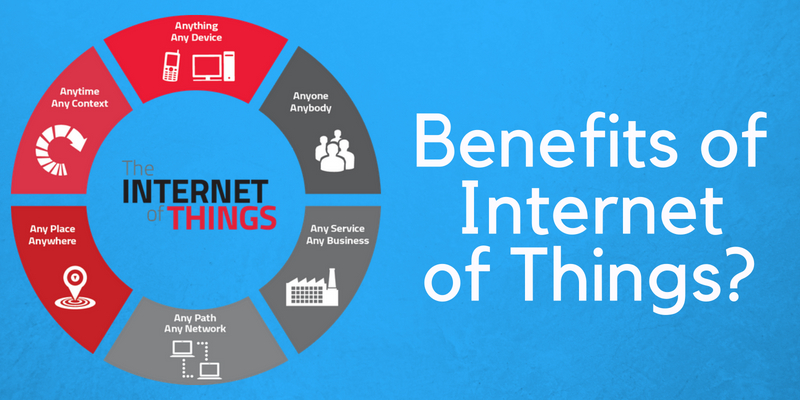 Anything
Any Device
Anyone
Anybody
Any Service
Any Business
Any Path
Any Network
Any Place
Anywhere
Anytime
Any Context
The
INTERNET
of THINGS
Benefits of
Internet
of Things?